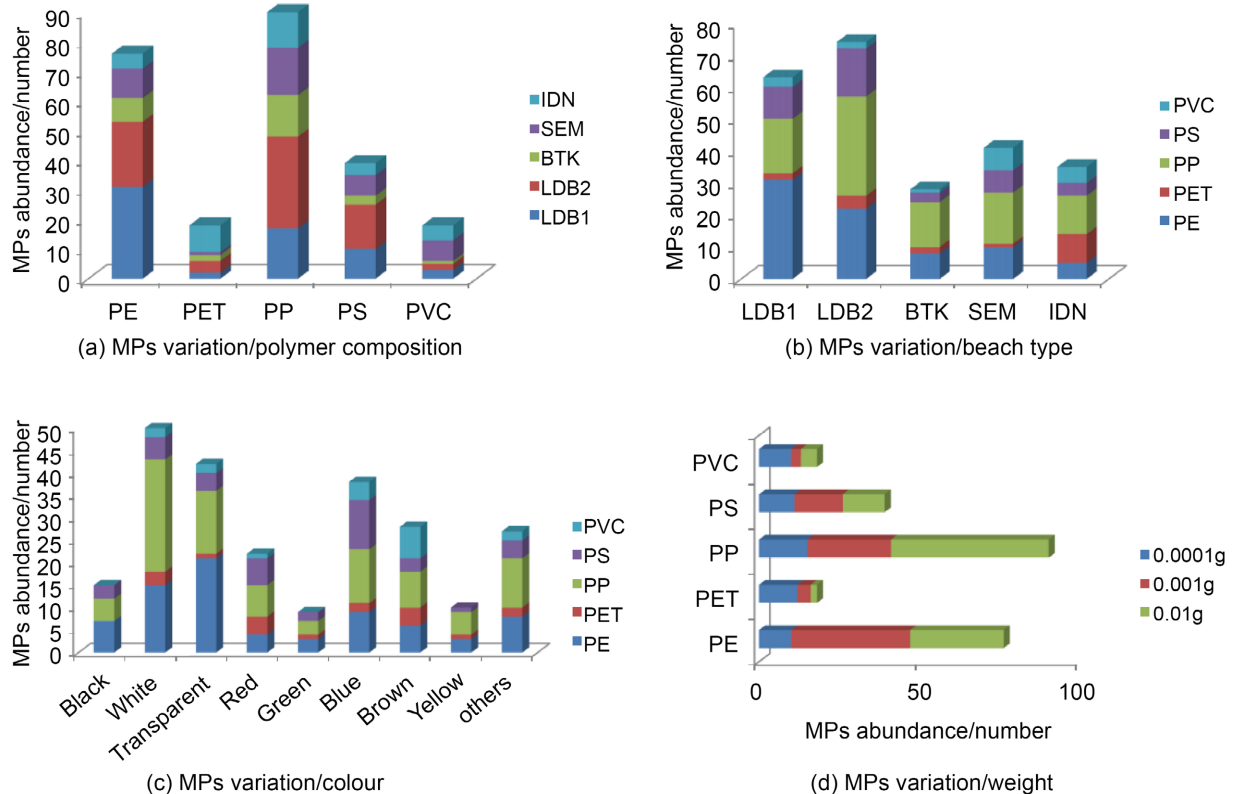 MPs abundance/number
90
80
70
60
50
40
30
20
10
0
PE PET PP PS PVC
IDN
SEM
BTK
LDB2
LDB1
(a) MPs variation/polymer composition
MPs abundance/number
80
70
60
50
40
30
20
10
0
LDB1 LDB2 BTK SEM IDN
PVC
PS
PP
PET
PE
(b) MPs variation/beach type
MPs abundance/number
50
45
40
35
30
25
20
15
10
5
0
Black
White
Transparent
Red
Green
Blue
Brown
Yellow
others
PVC
PS
PP
PET
PE
(c) MPs variation/colour
PVC
PS
PP
PET
PE
0 50 100
MPs abundance/number
0.0001g
0.001g
0.01g
(d) MPs variation/weight